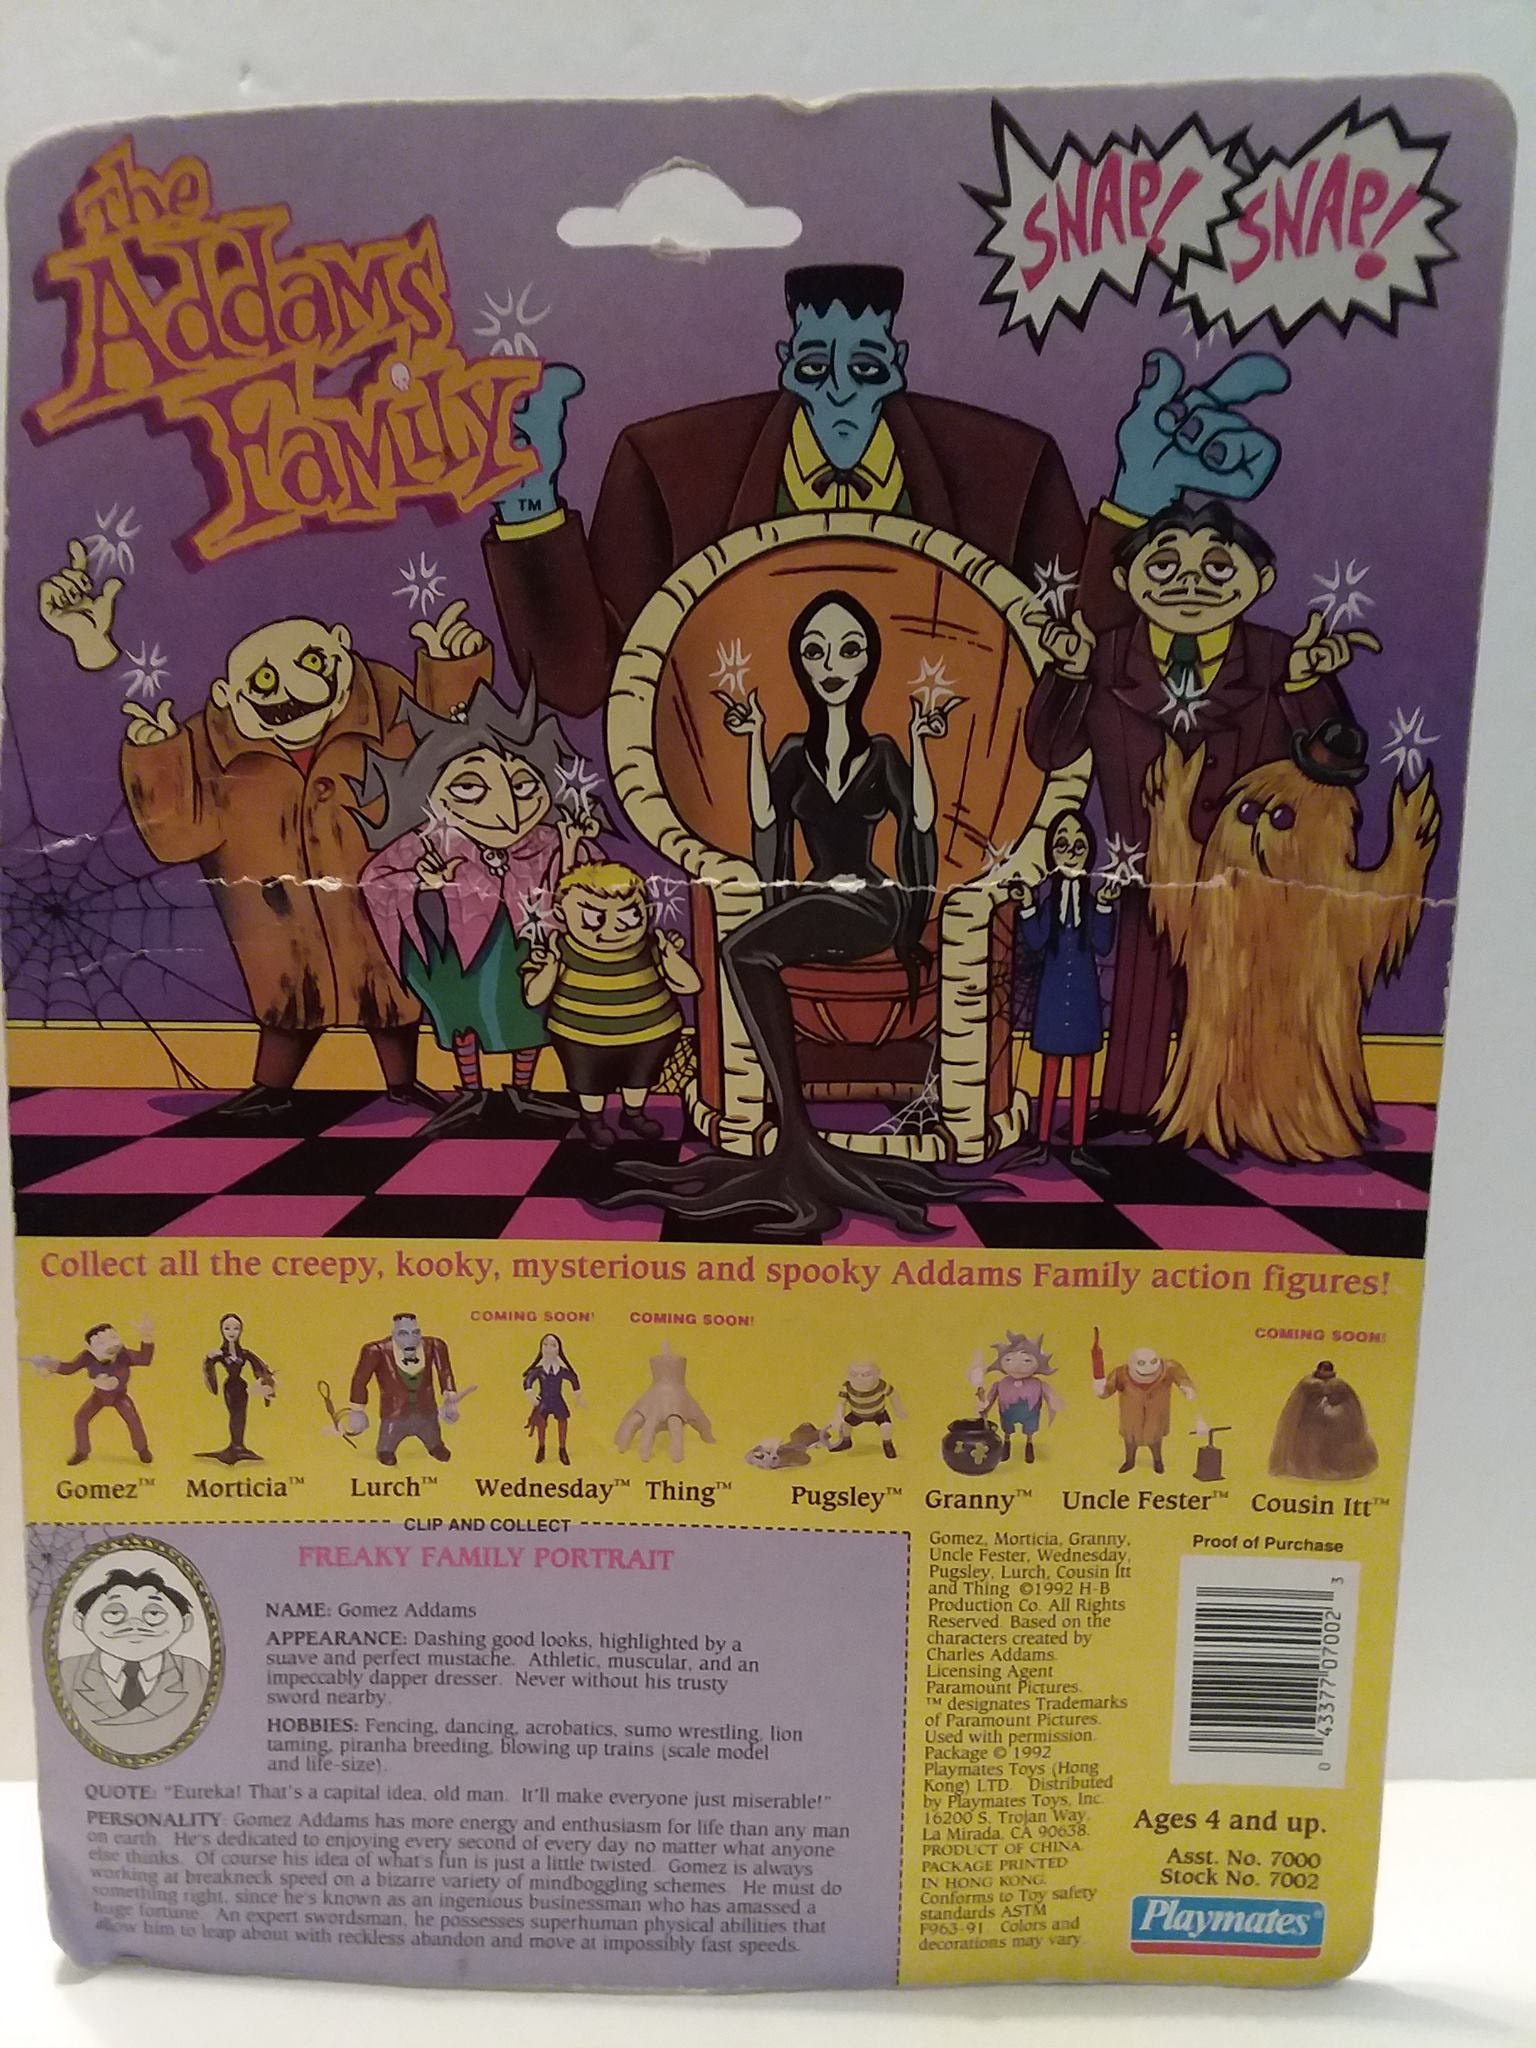 The
Addams
Family
TM
SNAP! SNAP!
Collect all the creepy, kooky, mysterious and spooky Addams Family action figures!
COMING SOON! COMING SOON! COMING SOON!
Gomez™ Morticia™ Lurch™ Wednesday™ Thing™ Pugsley™ Granny™ Uncle Fester™ Cousin Itt™
CLIP AND COLLECT
FREAKY FAMILY PORTRAIT
NAME: Gomez Addams
APPEARANCE: Dashing good looks, highlighted by a
suave and perfect mustache. Athletic, muscular, and an
impeccably dapper dresser. Never without his trusty
sword nearby.
HOBBIES: Fencing, dancing, acrobatics, sumo wrestling, lion
taming, piranha breeding, blowing up trains (scale model
and life-size).
QUOTE: "Eureka! That's a capital idea, old man. It'll make everyone just miserable!"
PERSONALITY: Gomez Addams has more energy and enthusiasm for life than any man
on earth. He's dedicated to enjoying every second of every day no matter what anyone
else thinks. Of course his idea of what's fun is just a little twisted. Gomez is always
working at breakneck speed on a bizarre variety of mindboggling schemes. He must do
something right, since he's known as an ingenious businessman who has amassed a
huge fortune. An expert swordsman, he possesses superhuman physical abilities that
allow him to leap about with reckless abandon and move at impossibly fast speeds.
Gomez, Morticia, Granny,
Uncle Fester, Wednesday,
Pugsley, Lurch, Cousin Itt
and Thing ©1992 H-B
Production Co. All Rights
Reserved. Based on the
characters created by
Charles Addams.
Licensing Agent
Paramount Pictures.
™ designates Trademarks
of Paramount Pictures.
Used with permission.
Package © 1992
Playmates Toys (Hong
Kong) LTD. Distributed
by Playmates Toys, Inc.
16200 S. Trojan Way,
La Mirada, CA 90638.
PRODUCT OF CHINA.
PACKAGE PRINTED
IN HONG KONG.
Conforms to Toy safety
standards ASTM
F963-91. Colors and
decorations may vary.
Proof of Purchase
0 43377 07002 3
Ages 4 and up.
Asst. No. 7000
Stock No. 7002
Playmates®